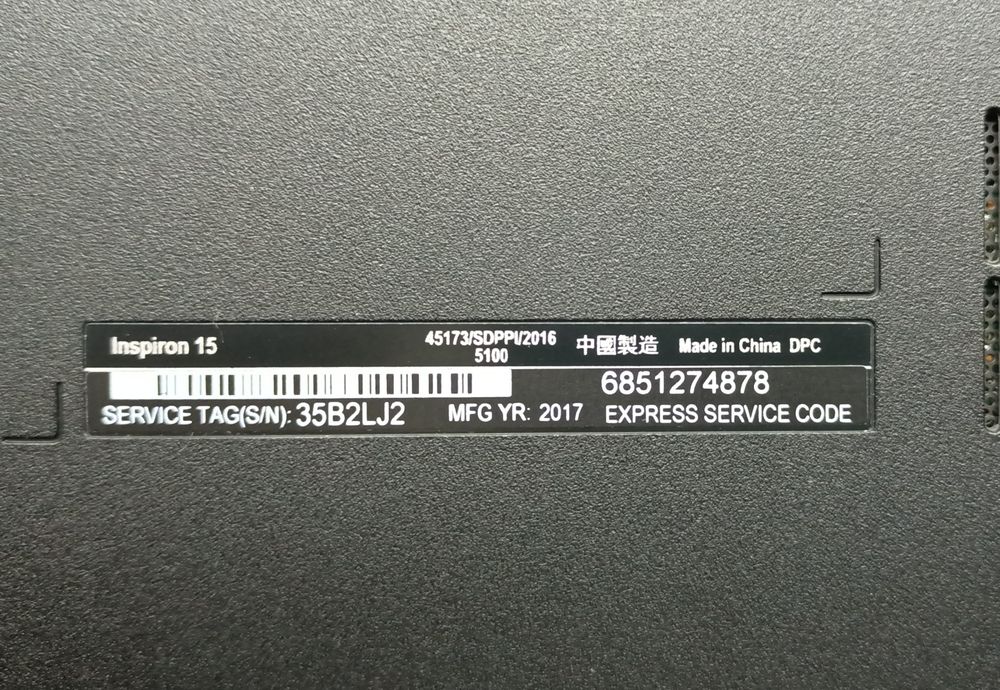 Inspiron 15 45173/SDPPI/2016 中國製造 Made in China DPC
5100
6851274878
SERVICE TAG(S/N): 35B2LJ2 MFG YR: 2017 EXPRESS SERVICE CODE